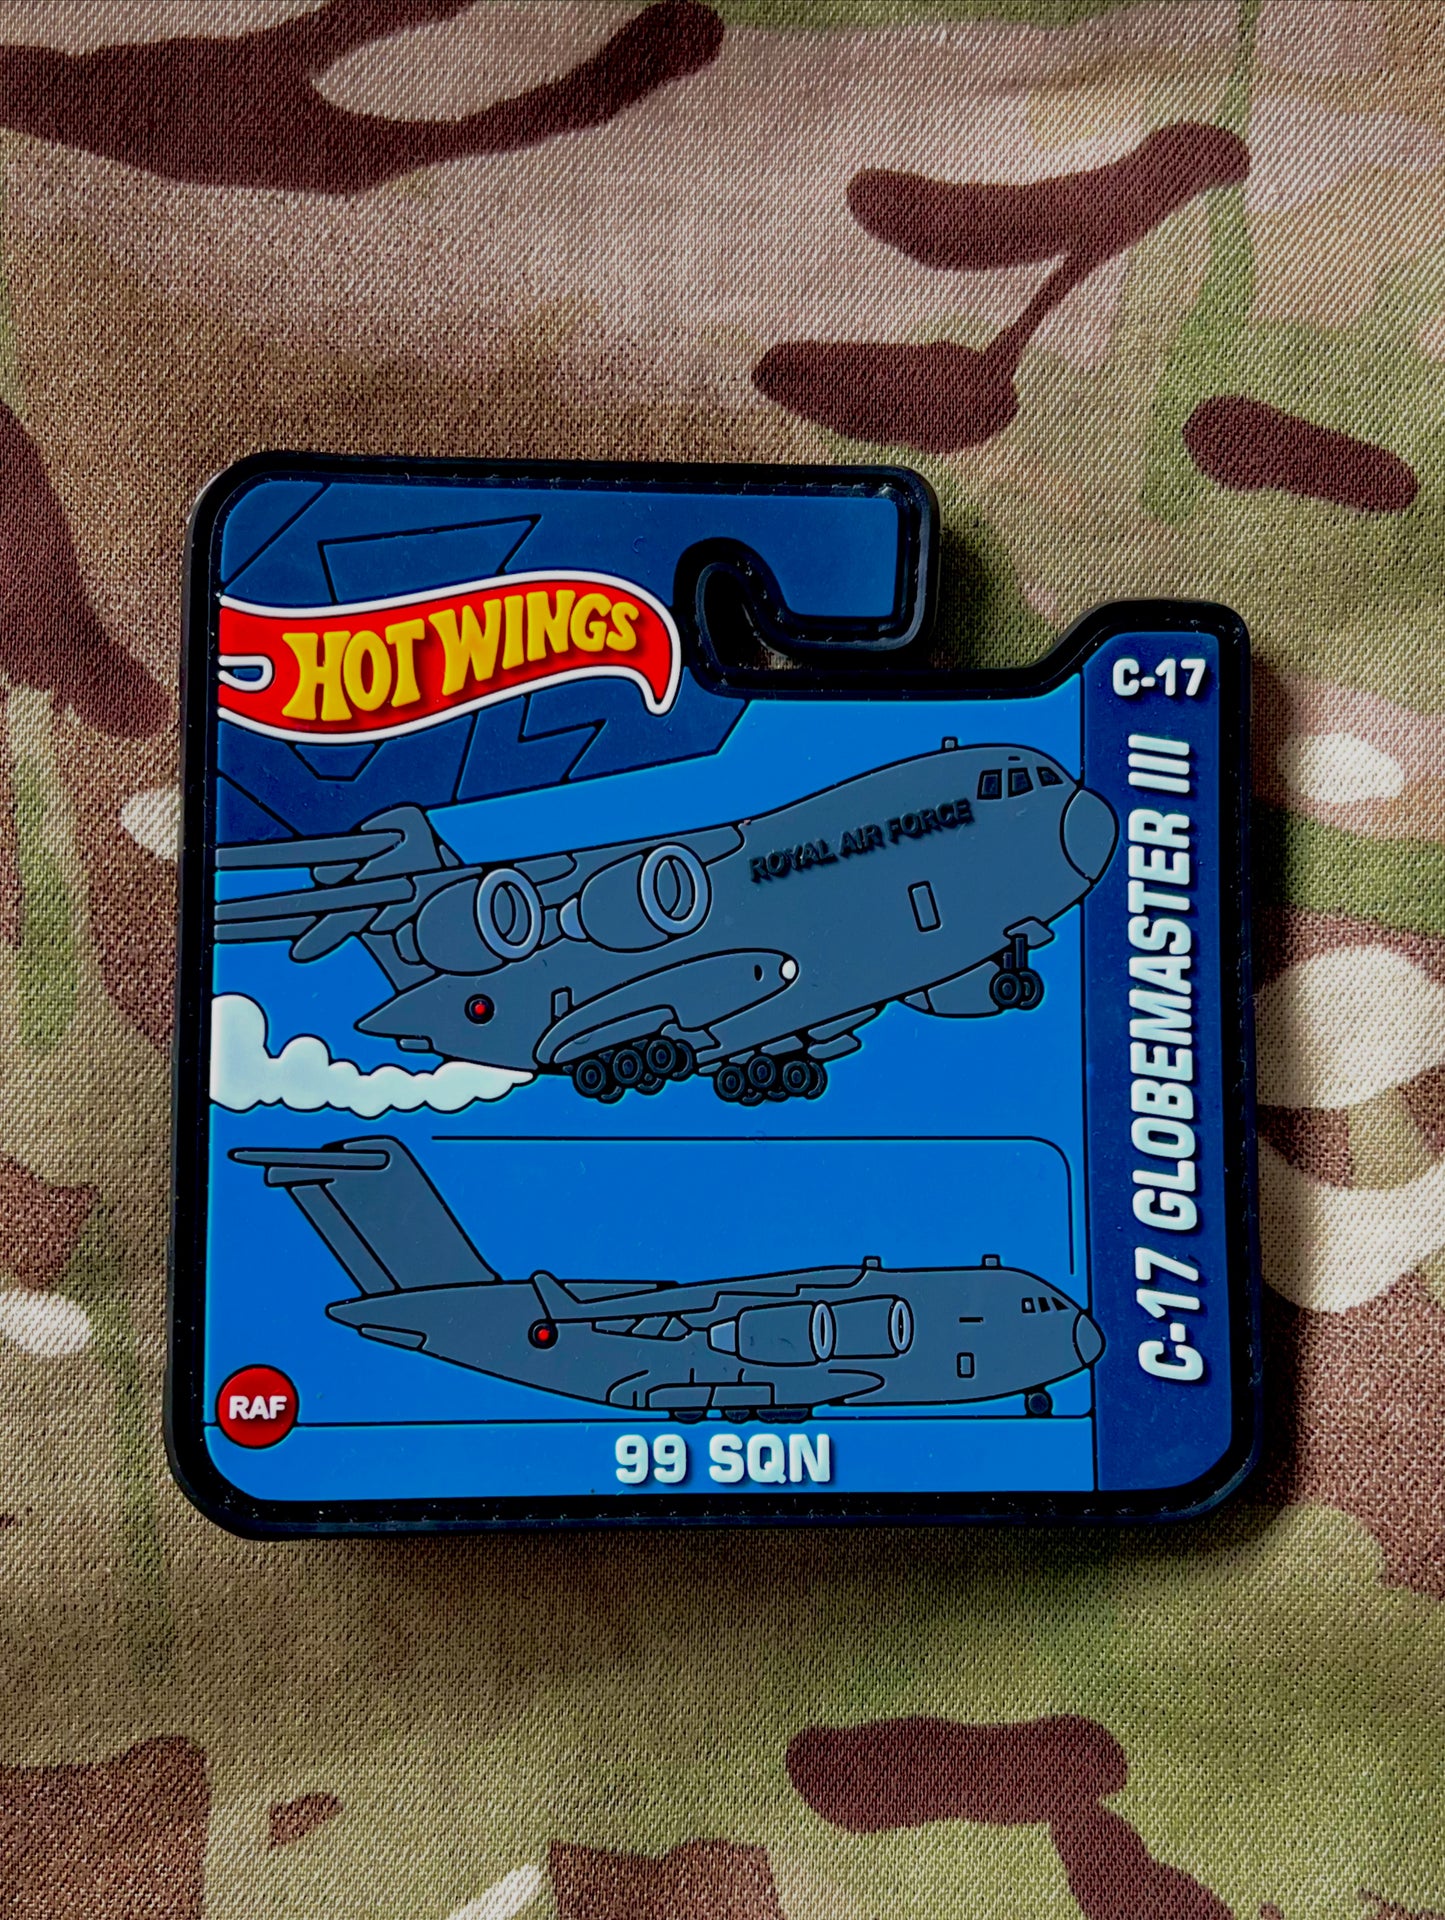 HOT WINGS
C-17
C-17 GLOBEMASTER III
ROYAL AIR FORCE
RAF
99 SQN